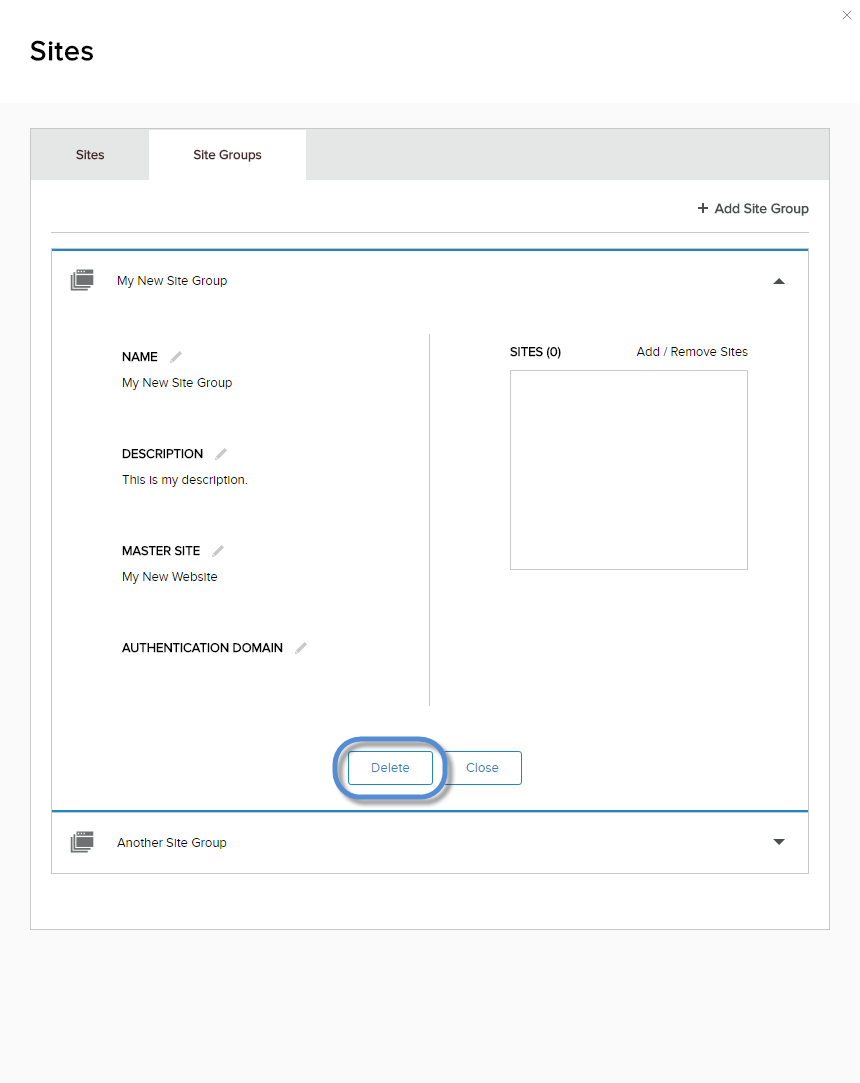 Sites
Sites
Site Groups
+ Add Site Group
My New Site Group
NAME
My New Site Group
DESCRIPTION
This is my description.
MASTER SITE
My New Website
AUTHENTICATION DOMAIN
SITES (0)
Add / Remove Sites
Delete
Close
Another Site Group